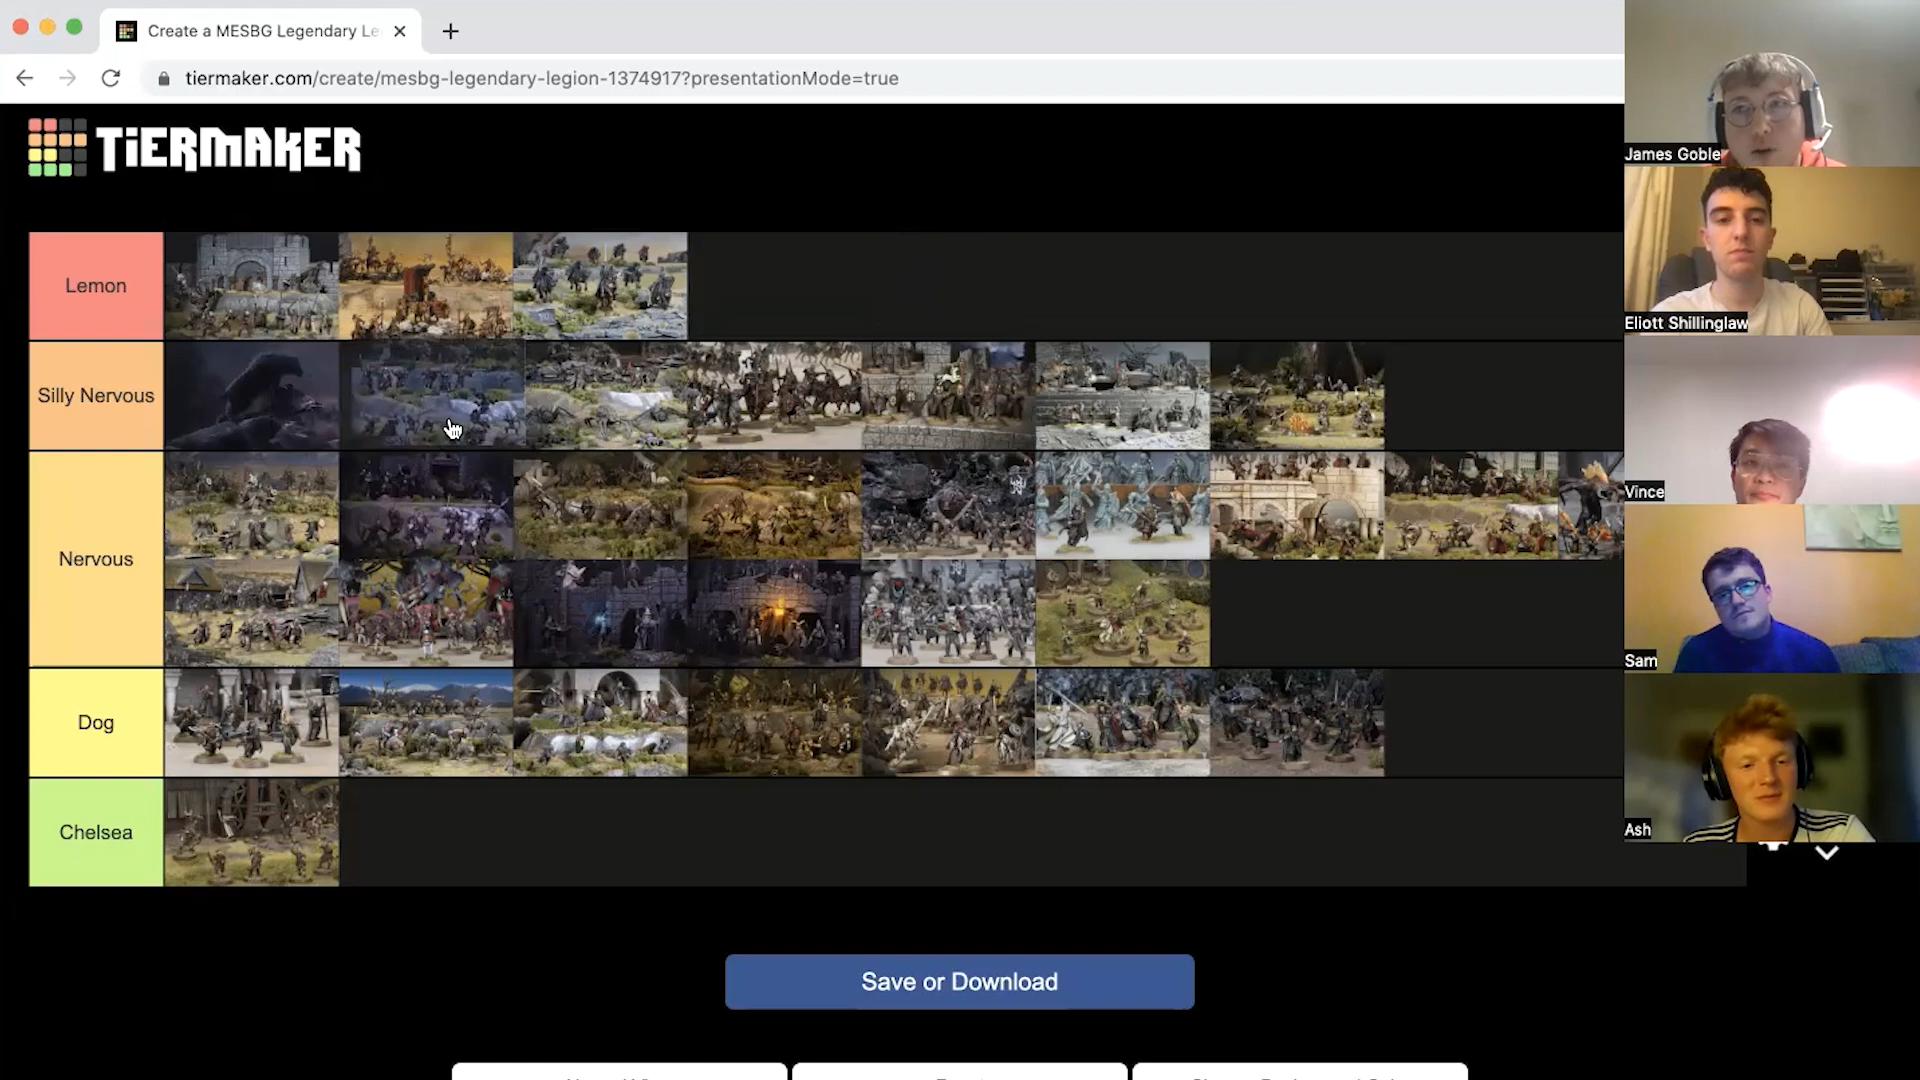 Create a MESBG Legendary Le
tiermaker.com/create/mesbg-legendary-legion-1374917?presentationMode=true
TiERMAKER
Lemon
Silly Nervous
Nervous
Dog
Chelsea
Save or Download
James Goble
Eliott Shillinglaw
Vince
Sam
Ash